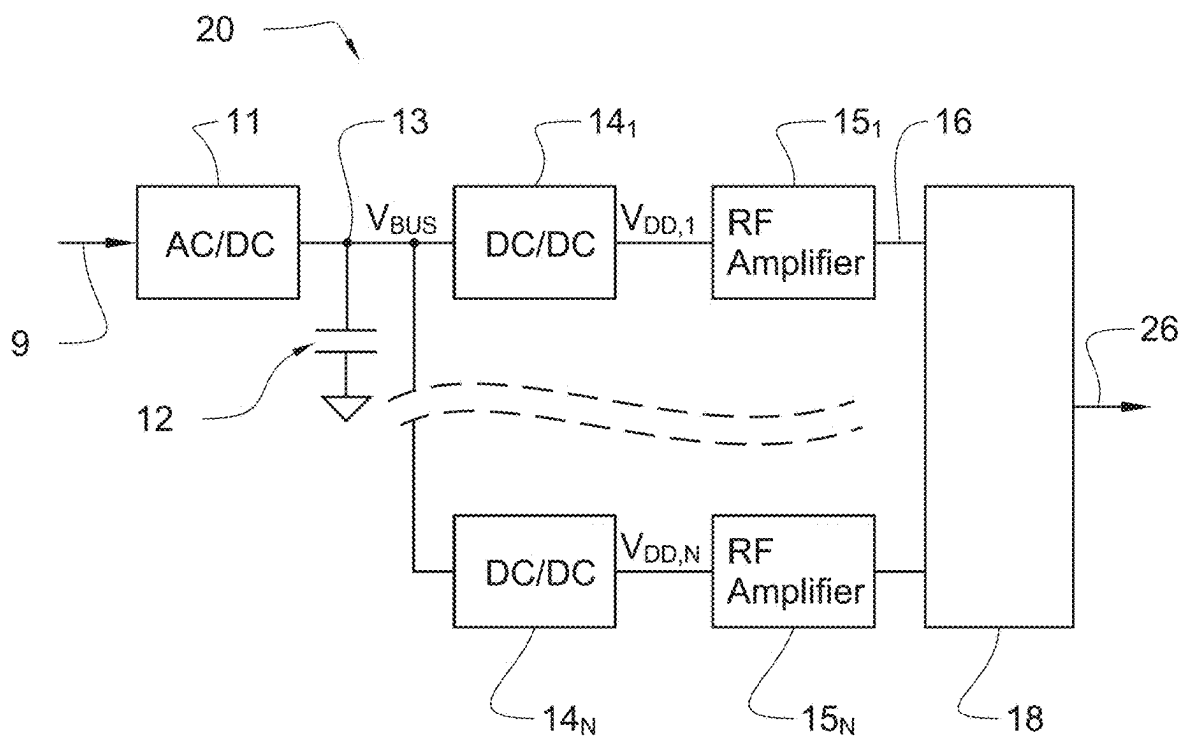 20
11
13
14₁
15₁
16
AC/DC
V_BUS
DC/DC
V_DD,1
RF
Amplifier
9
12
26
DC/DC
V_DD,N
RF
Amplifier
14_N
15_N
18